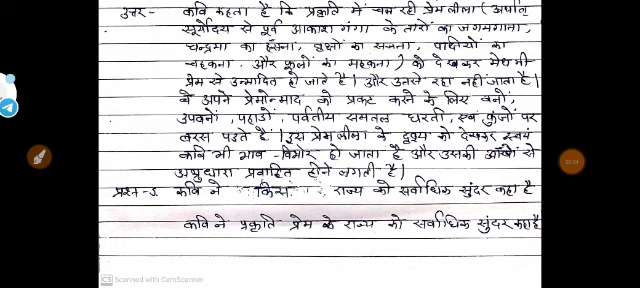 उत्तर- कवि कहता है कि प्रकृति में चल रही प्रेमलीला (अर्थात्
सूर्योदय से पूर्व आकाश गंगा के तारों का जगमगाना,
चन्द्रमा का हँसना, वृक्षों का सजना, पक्षियों का
चहकना और फूलों का महकना) को देखकर मेघ भी
प्रेम से उन्मादित हो जाते है। और उनसे रहा नहीं जाता है।
वे अपने प्रेमोन्माद को प्रकट करने के लिए वनों,
उपवनों, पहाडों, पर्वतीय समतल धरती, एवं कुंजों पर
बरस पड़ते है। इस प्रेम लीला के दृश्य को देखकर स्वयं
कवि भी भाव-विभोर हो जाता है और उसकी आँखों से
अश्रुधारा प्रवाहित होने लगती है।
प्रश्न-5 कवि ने किस राज्य को सर्वाधिक सुंदर कहा है
कवि ने प्रकृति प्रेम के राज्य को सर्वाधिक सुंदर कहा है
CS Scanned with CamScanner